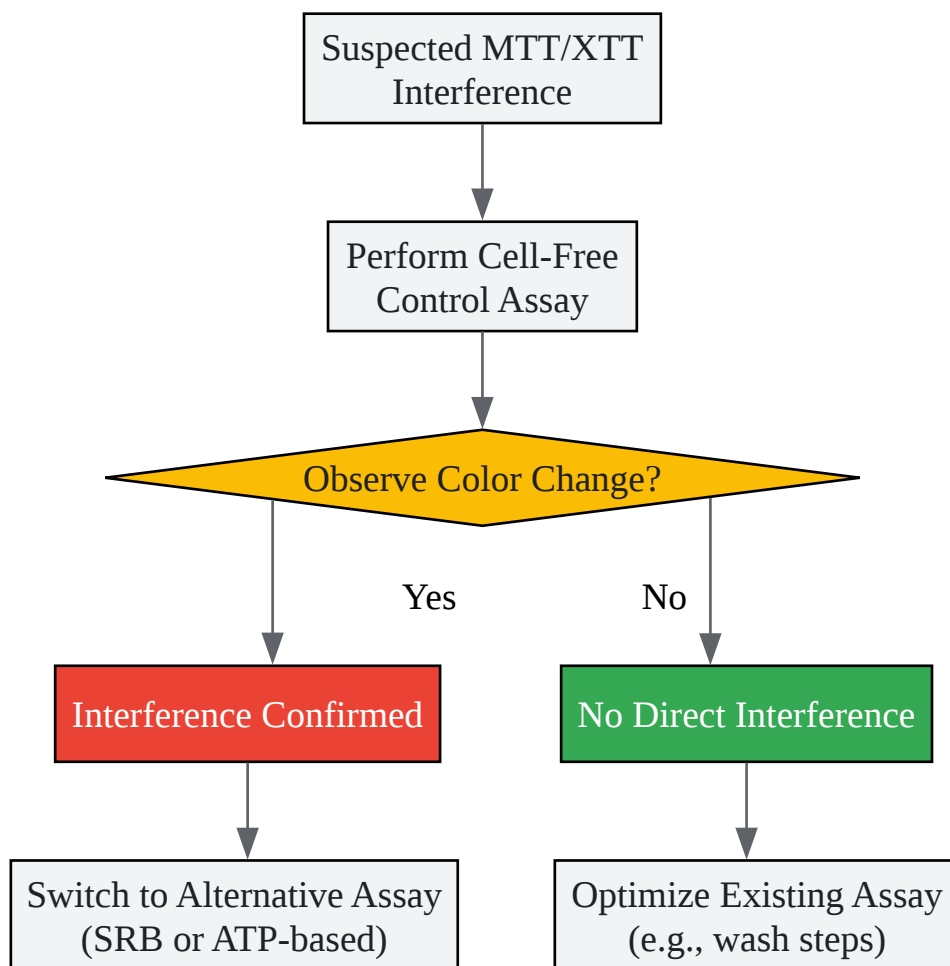 Suspected MTT/XTT
Interference
Perform Cell-Free
Control Assay
Observe Color Change?
Yes
No
Interference Confirmed
No Direct Interference
Switch to Alternative Assay
(SRB or ATP-based)
Optimize Existing Assay
(e.g., wash steps)